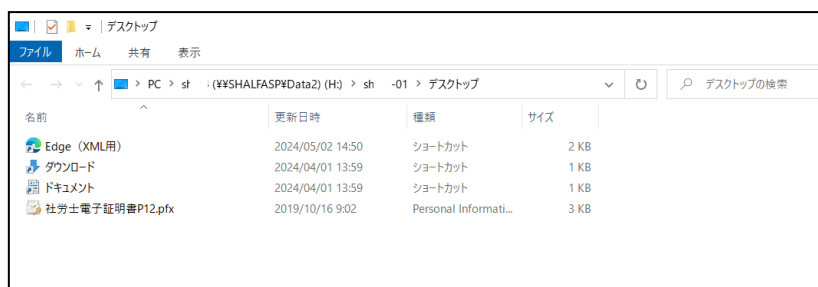 デスクトップ
ファイル ホーム 共有 表示
PC > sh (¥¥SHALFASP¥Data2) (H:) > sh -01 > デスクトップ デスクトップの検索
名前 更新日時 種類 サイズ
Edge（XML用） 2024/05/02 14:50 ショートカット 2 KB
ダウンロード 2024/04/01 13:59 ショートカット 1 KB
ドキュメント 2024/04/01 13:59 ショートカット 1 KB
社労士電子証明書P12.pfx 2019/10/16 9:02 Personal Informati... 3 KB